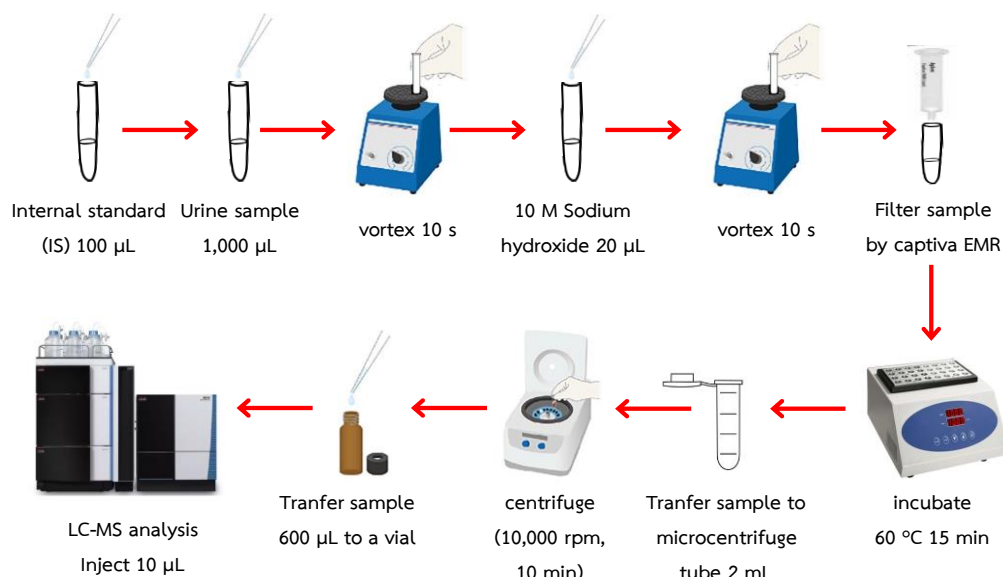 Internal standard
(IS) 100 µL
Urine sample
1,000 µL
vortex 10 s
10 M Sodium
hydroxide 20 µL
vortex 10 s
Filter sample
by captiva EMR
LC-MS analysis
Inject 10 µL
Tranfer sample
600 µL to a vial
centrifuge
(10,000 rpm,
10 min)
Tranfer sample to
microcentrifuge
tube 2 mL
incubate
60 °C 15 min